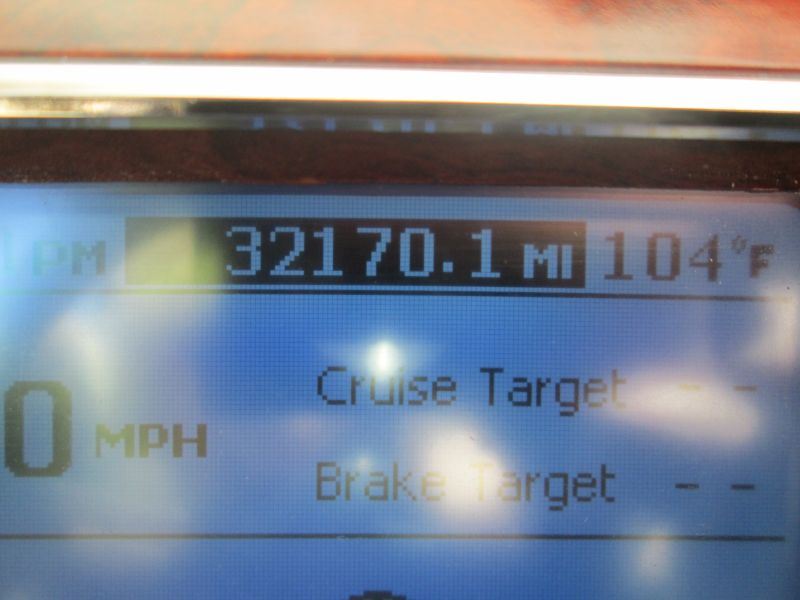 PM 32170.1 MI 104°F
Cruise Target - -
0 MPH
Brake Target - -